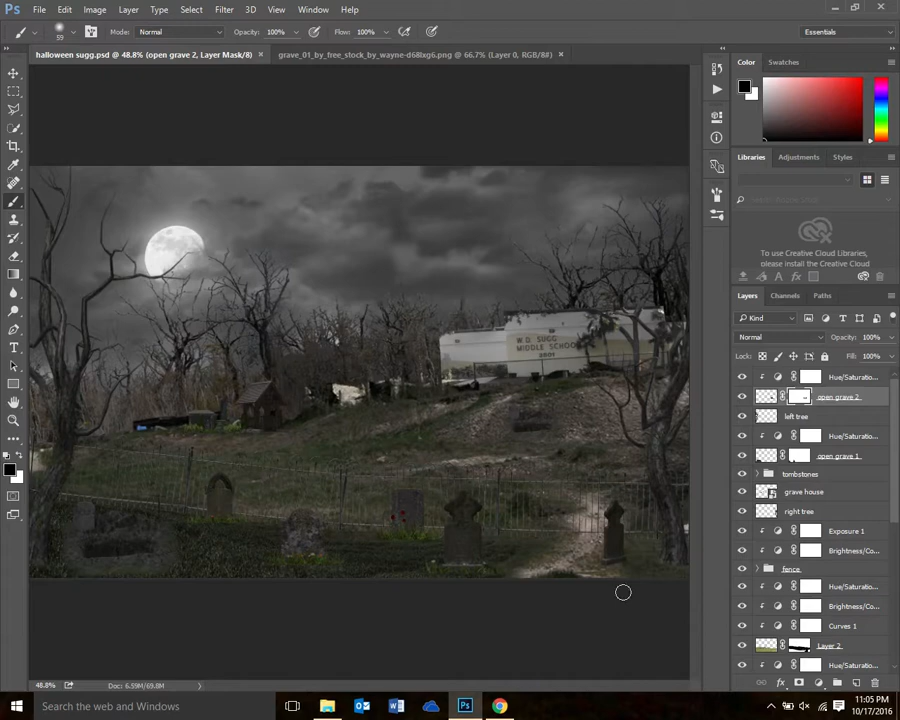 Ps File Edit Image Layer Type Select Filter 3D View Window Help
59 Mode: Normal Opacity: 100% Flow: 100% Essentials
halloween sugg.psd @ 48.8% (open grave 2, Layer Mask/8) × grave_01_by_free_stock_by_wayne-d68lxg6.png @ 66.7% (Layer 0, RGB/8#) ×
Color Swatches
Libraries Adjustments Styles
To use Creative Cloud Libraries,
please install the Creative Cloud
Layers Channels Paths
Kind
Normal Opacity: 100%
Lock: Fill: 100%
Hue/Saturatio...
open grave 2
left tree
Hue/Saturatio...
open grave 1
tombstones
grave house
right tree
Exposure 1
Brightness/Co...
fence
Hue/Saturatio...
Brightness/Co...
Curves 1
Layer 2
Hue/Saturatio...
W.D. SUGG
MIDDLE SCHOO
3801
48.8% Doc: 6.59M/69.8M
Search the web and Windows
11:05 PM
10/17/2016